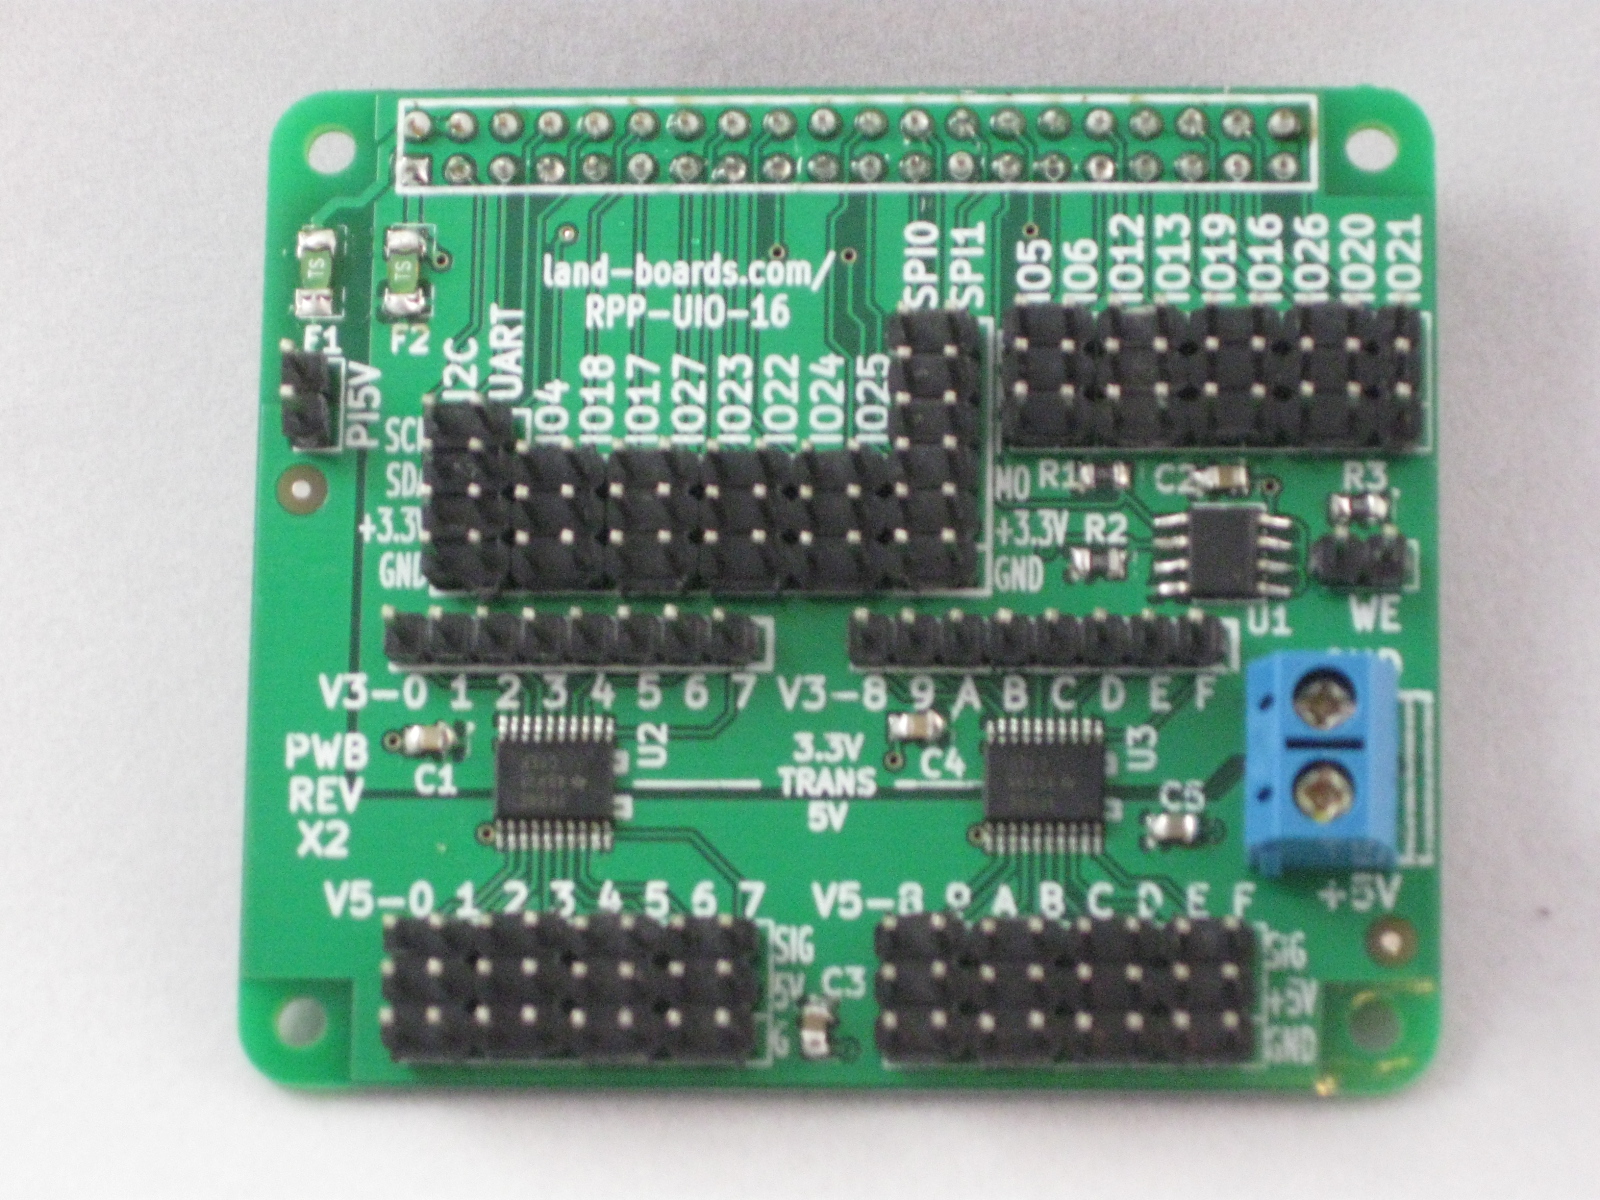 land-boards.com/
RPP-UIO-16
SPI0
SPI1
IO5
IO6
IO12
IO13
IO19
IO16
IO26
IO20
IO21
TS
TS
F1
F2
PI5V
I2C
UART
IO4
IO18
IO17
IO27
IO23
IO22
IO24
IO25
SDA
+3.3V
GND
MO
+3.3V
GND
R1
C2
R3
R2
U1
WE
V3-0 1 2 3 4 5 6 7
V3-8 9 A B C D E F
PWB
REV
X2
C1
U2
3.3V
TRANS
5V
C4
U3
+5V
V5-0 1 2 3 4 5 6 7
V5-8 9 A B C D E F
SIG
5V
G
C3
SIG
+5V
GND